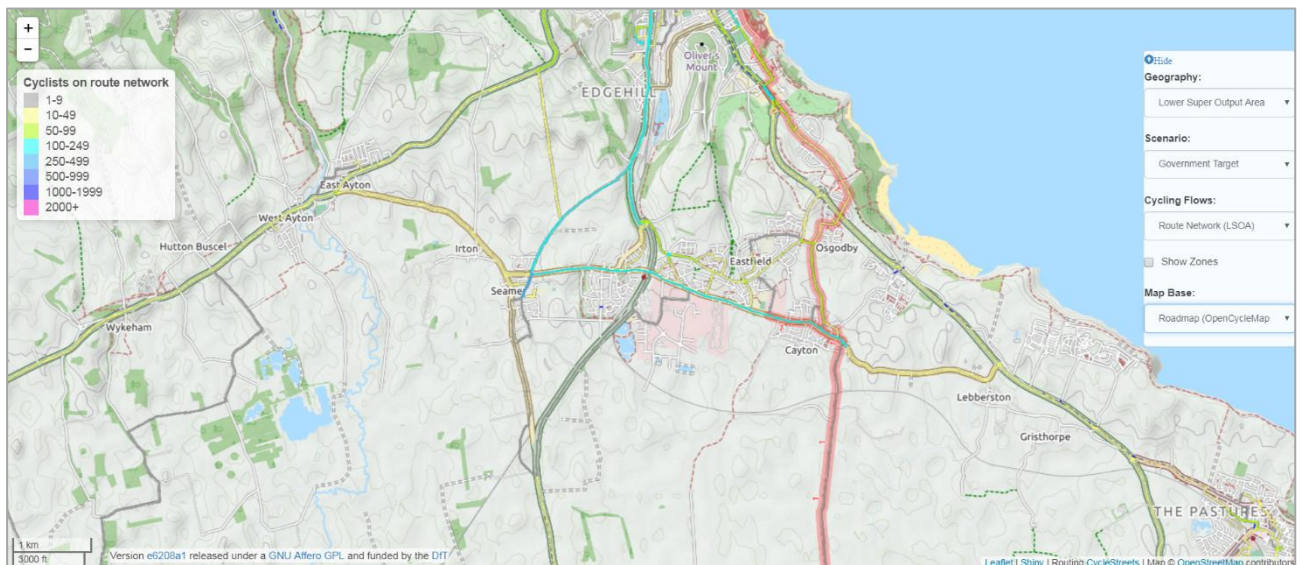 +
−
Cyclists on route network
1-9
10-49
50-99
100-249
250-499
500-999
1000-1999
2000+
Oliver's
Mount
EDGEHILL
East Ayton
West Ayton
Hutton Buscel
Irton
Seamer
Wykeham
Eastfield
Osgodby
Cayton
Lebberston
Gristhorpe
THE PASTURES
Hide
Geography:
Lower Super Output Area
Scenario:
Government Target
Cycling Flows:
Route Network (LSOA)
Show Zones
Map Base:
Roadmap (OpenCycleMap
1 km
3000 ft
Version e6208a1 released under a GNU Affero GPL and funded by the DfT
Leaflet | Shiny | Routing CycleStreets | Map © OpenStreetMap contributors